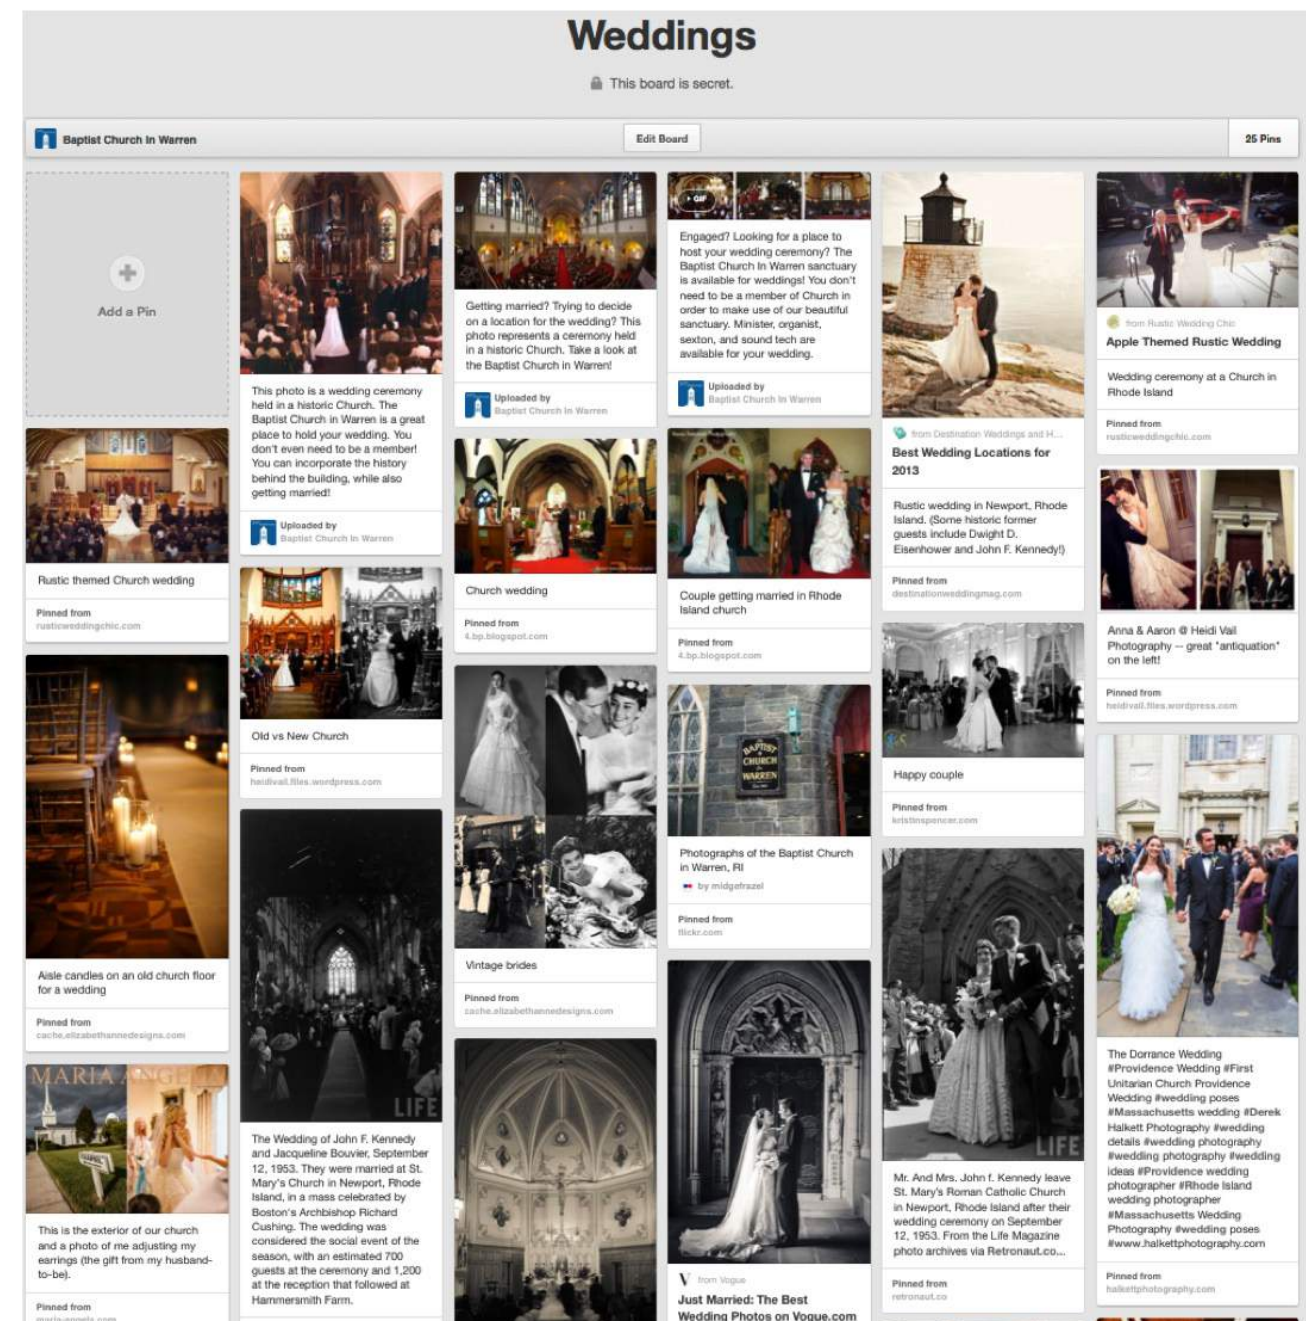 Weddings
This board is secret.
Baptist Church In Warren
Edit Board
25 Pins
Add a Pin
Rustic themed Church wedding
Pinned from
rusticweddingchic.com
Aisle candles on an old church floor
for a wedding
Pinned from
cache.elizabethannedesigns.com
MARIA ANGELA
This is the exterior of our church
and a photo of me adjusting my
earrings (the gift from my husband-
to-be).
Pinned from
maria-angela.com
This photo is a wedding ceremony
held in a historic Church. The
Baptist Church in Warren is a great
place to hold your wedding. You
don't even need to be a member!
You can incorporate the history
behind the building, while also
getting married!
Uploaded by
Baptist Church In Warren
Old vs New Church
Pinned from
heidivail.files.wordpress.com
LIFE
The Wedding of John F. Kennedy
and Jacqueline Bouvier, September
12, 1953. They were married at St.
Mary's Church in Newport, Rhode
Island, in a mass celebrated by
Boston's Archbishop Richard
Cushing. The wedding was
considered the social event of the
season, with an estimated 700
guests at the ceremony and 1,200
at the reception that followed at
Hammersmith Farm.
Getting married? Trying to decide
on a location for the wedding? This
photo represents a ceremony held
in a historic Church. Take a look at
the Baptist Church in Warren!
Uploaded by
Baptist Church In Warren
Church wedding
Pinned from
4.bp.blogspot.com
Vintage brides
Pinned from
cache.elizabethannedesigns.com
GIF
Engaged? Looking for a place to
host your wedding ceremony? The
Baptist Church In Warren sanctuary
is available for weddings! You don't
need to be a member of Church in
order to make use of our beautiful
sanctuary. Minister, organist,
sexton, and sound tech are
available for your wedding.
Uploaded by
Baptist Church In Warren
Couple getting married in Rhode
Island church
Pinned from
4.bp.blogspot.com
BAPTIST
CHURCH
WARREN
Photographs of the Baptist Church
in Warren, RI
by midgefrazel
Pinned from
flickr.com
V from Vogue
Just Married: The Best
Wedding Photos on Vogue.com
from Destination Weddings and H...
Best Wedding Locations for
2013
Rustic wedding in Newport, Rhode
Island. (Some historic former
guests include Dwight D.
Eisenhower and John F. Kennedy!)
Pinned from
destinationweddingmag.com
Happy couple
Pinned from
kristinspencer.com
LIFE
Mr. And Mrs. John f. Kennedy leave
St. Mary's Roman Catholic Church
in Newport, Rhode Island after their
wedding ceremony on September
12, 1953. From the Life Magazine
photo archives via Retronaut.co,...
Pinned from
retronaut.co
from Rustic Wedding Chic
Apple Themed Rustic Wedding
Wedding ceremony at a Church in
Rhode Island
Pinned from
rusticweddingchic.com
Anna & Aaron @ Heidi Vail
Photography -- great "antiquation"
on the left!
Pinned from
heidivail.files.wordpress.com
The Dorrance Wedding
#Providence Wedding #First
Unitarian Church Providence
Wedding #wedding poses
#Massachusetts wedding #Derek
Halkett Photography #wedding
details #wedding photography
#wedding photography #wedding
ideas #Providence wedding
photographer #Rhode Island
wedding photographer
#Massachusetts Wedding
Photography #wedding poses
#www.halkettphotography.com
Pinned from
halkettphotography.com